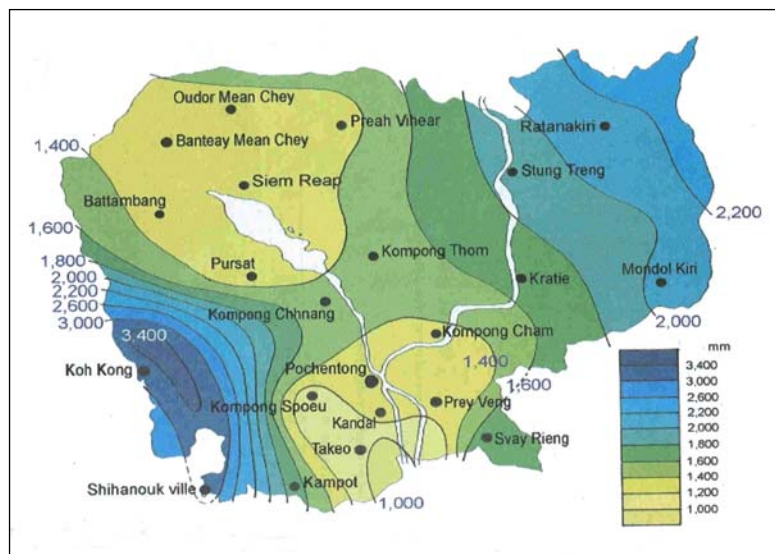 Oudor Mean Chey
Preah Vihear
Ratanakiri
Banteay Mean Chey
1,400
Siem Reap
Stung Treng
Battambang
2,200
1,600
Kompong Thom
1,800
Pursat
Kratie
Mondol Kiri
2,000
2,200
Kompong Chhnang
2,600
3,000
2,000
3,400
Kompong Cham
mm
1,400
Koh Kong
Pochentong
1,600
Kompong Spoeu
Prey Veng
Kandal
Svay Rieng
Takeo
Shihanouk ville
Kampot
1,000
3,400
3,000
2,600
2,200
2,000
1,800
1,600
1,400
1,200
1,000